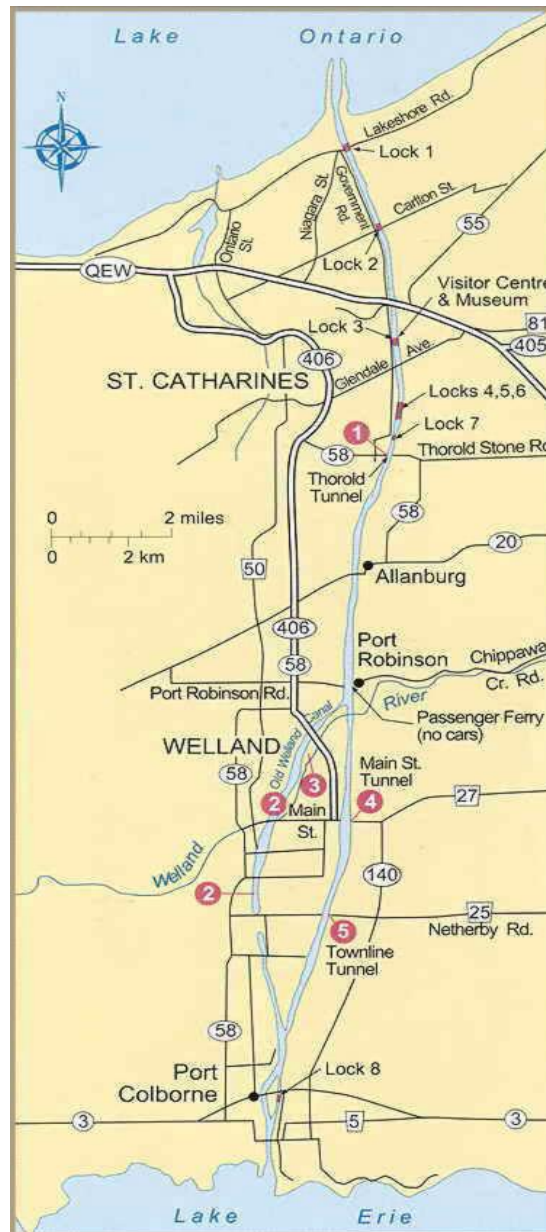 Lake Ontario
N
Lakeshore Rd.
Lock 1
Niagara St.
Government
Rd.
Carlton St.
Ontario
St.
Lock 2
55
QEW
Visitor Centre
& Museum
Lock 3
81
405
406
Glendale Ave.
ST. CATHARINES
Locks 4,5,6
Lock 7
1
58
Thorold Stone Rd
Thorold
Tunnel
0 2 miles
0 2 km
58
20
50
Allanburg
406
58
Port
Robinson
Chippawa
Cr. Rd.
Port Robinson Rd.
River
Passenger Ferry
(no cars)
WELLAND
Old Welland Canal
58
3
Main St.
Tunnel
2
Main
St.
4
27
Welland
140
2
5
25
Netherby Rd.
Townline
Tunnel
58
Port
Colborne
Lock 8
3
5
3
Lake Erie